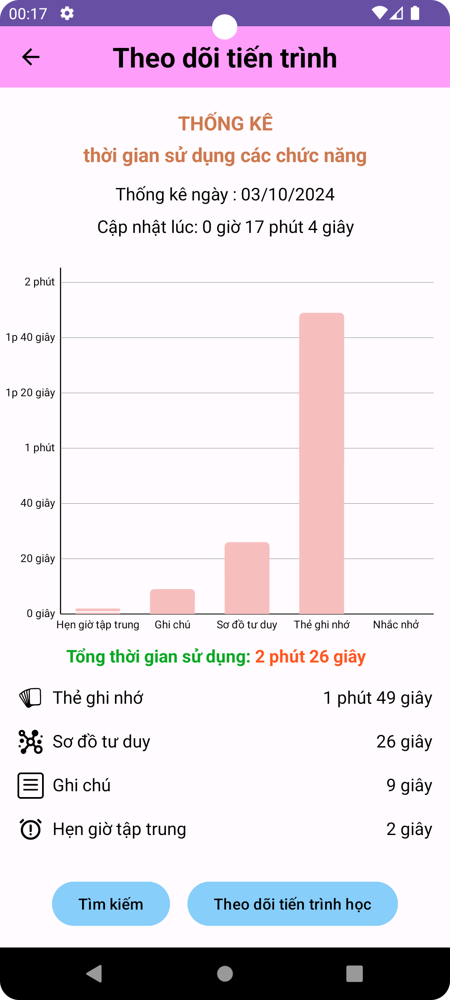 00:17
Theo dõi tiến trình
THỐNG KÊ
thời gian sử dụng các chức năng
Thống kê ngày : 03/10/2024
Cập nhật lúc: 0 giờ 17 phút 4 giây
2 phút
1p 40 giây
1p 20 giây
1 phút
40 giây
20 giây
0 giây
Hẹn giờ tập trung Ghi chú Sơ đồ tư duy Thẻ ghi nhớ Nhắc nhở
Tổng thời gian sử dụng: 2 phút 26 giây
Thẻ ghi nhớ 1 phút 49 giây
Sơ đồ tư duy 26 giây
Ghi chú 9 giây
Hẹn giờ tập trung 2 giây
Tìm kiếm Theo dõi tiến trình học